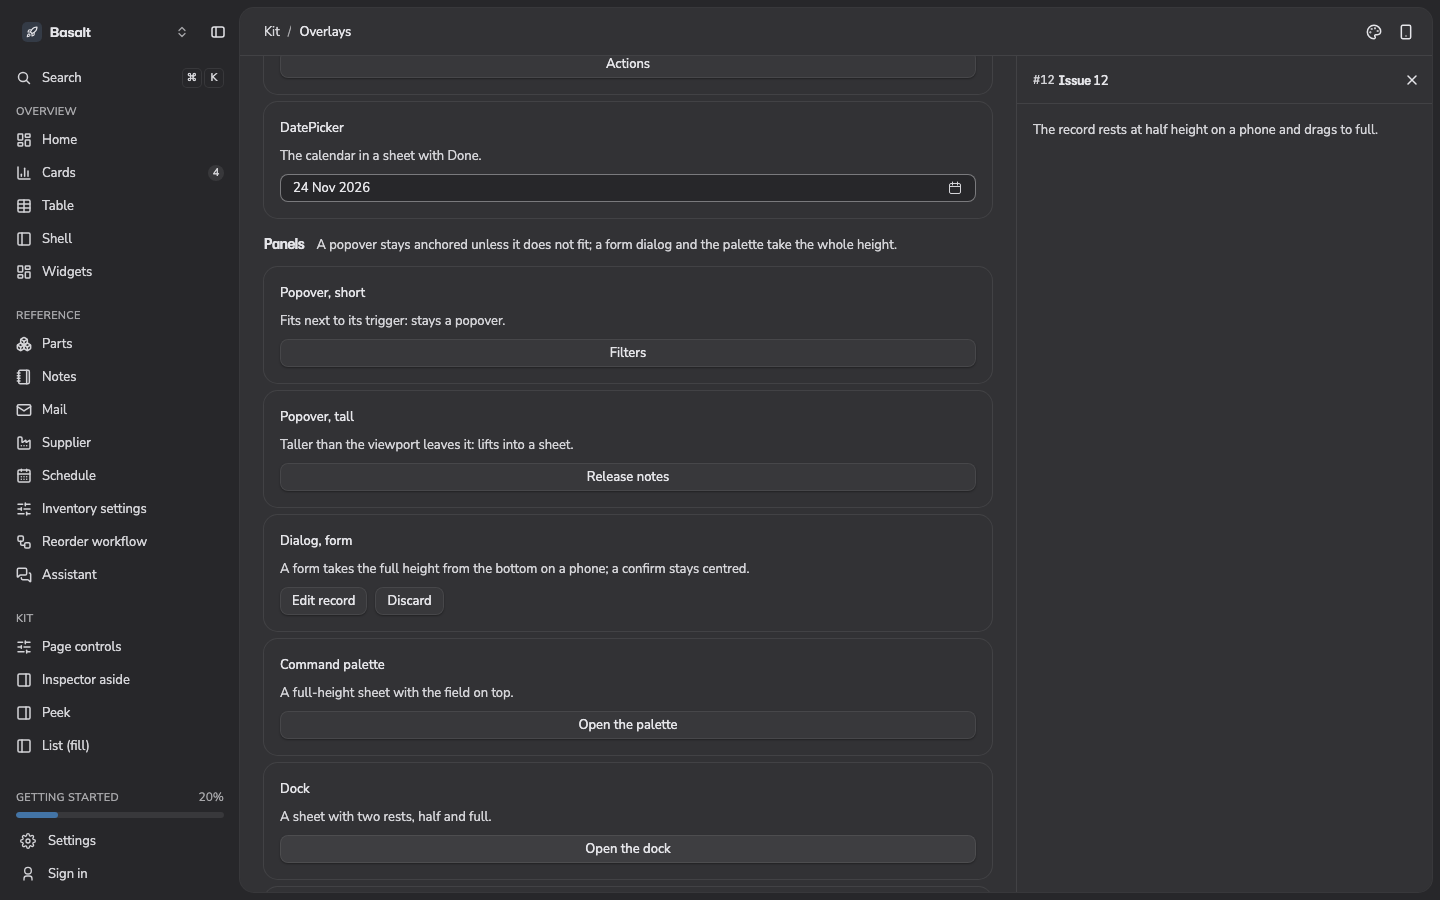 Basalt
Search ⌘ K
OVERVIEW
Home
Cards 4
Table
Shell
Widgets
REFERENCE
Parts
Notes
Mail
Supplier
Schedule
Inventory settings
Reorder workflow
Assistant
KIT
Page controls
Inspector aside
Peek
List (fill)
GETTING STARTED 20%
Settings
Sign in
Kit / Overlays
Actions
DatePicker
The calendar in a sheet with Done.
24 Nov 2026
Panels A popover stays anchored unless it does not fit; a form dialog and the palette take the whole height.
Popover, short
Fits next to its trigger: stays a popover.
Filters
Popover, tall
Taller than the viewport leaves it: lifts into a sheet.
Release notes
Dialog, form
A form takes the full height from the bottom on a phone; a confirm stays centred.
Edit record Discard
Command palette
A full-height sheet with the field on top.
Open the palette
Dock
A sheet with two rests, half and full.
Open the dock
#12 Issue 12
The record rests at half height on a phone and drags to full.